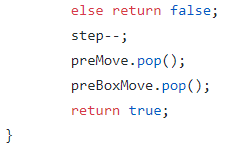 else return false;
step--;
preMove.pop();
preBoxMove.pop();
return true;
}